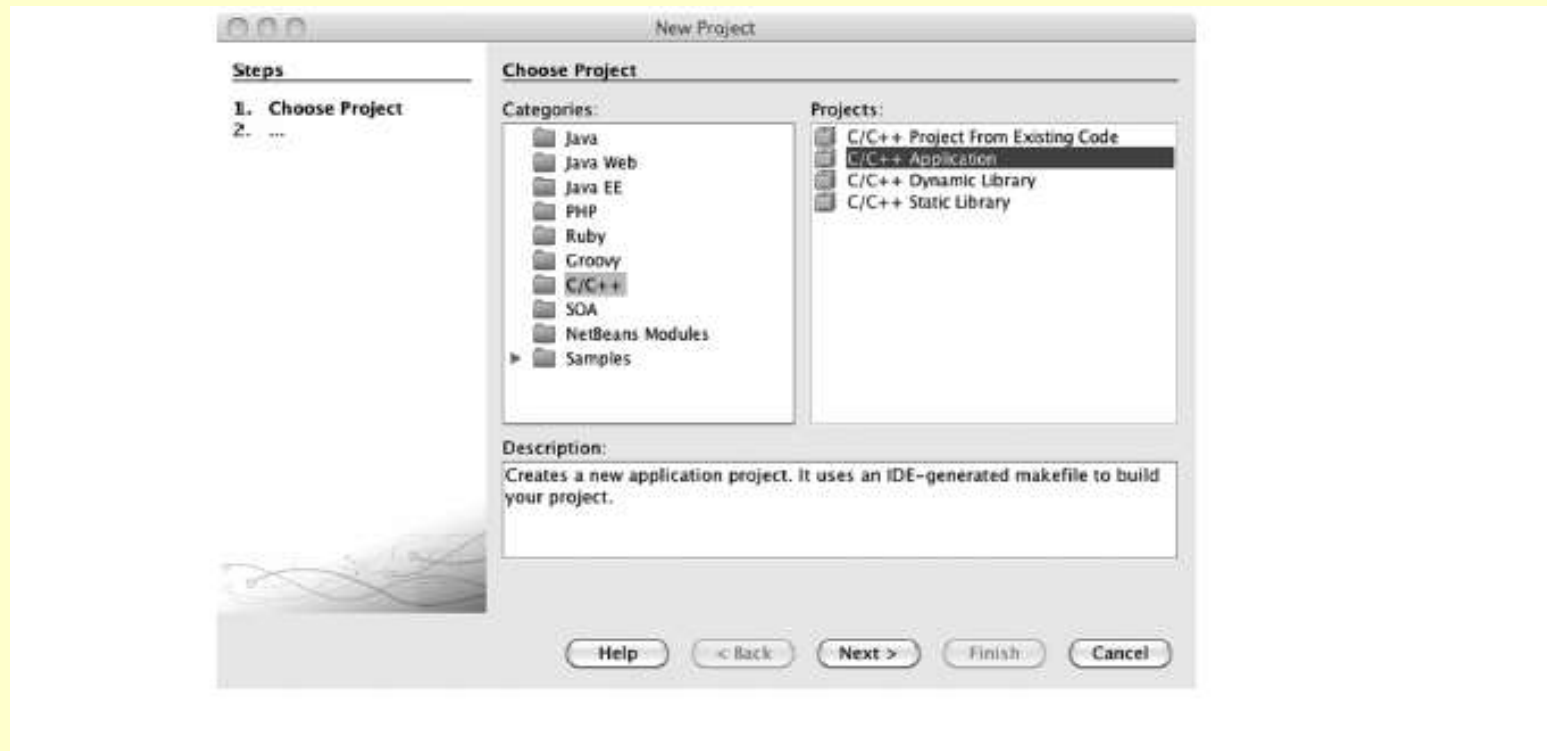 New Project
Steps
1. Choose Project
2. ...
Choose Project
Categories:
Java
Java Web
Java EE
PHP
Ruby
Groovy
C/C++
SOA
NetBeans Modules
Samples
Projects:
C/C++ Project From Existing Code
C/C++ Application
C/C++ Dynamic Library
C/C++ Static Library
Description:
Creates a new application project. It uses an IDE-generated makefile to build
your project.
Help
< Back
Next >
Finish
Cancel